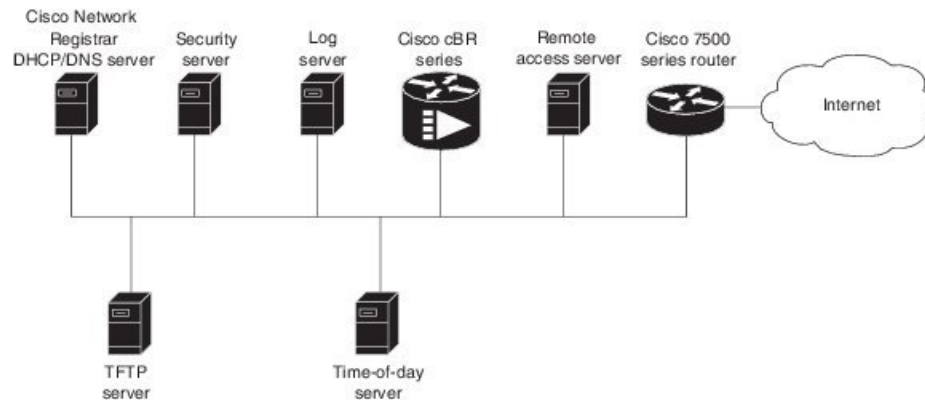 Cisco Network
Registrar
DHCP/DNS server
Security
server
Log
server
Cisco cBR
series
Remote
access server
Cisco 7500
series router
Internet
TFTP
server
Time-of-day
server